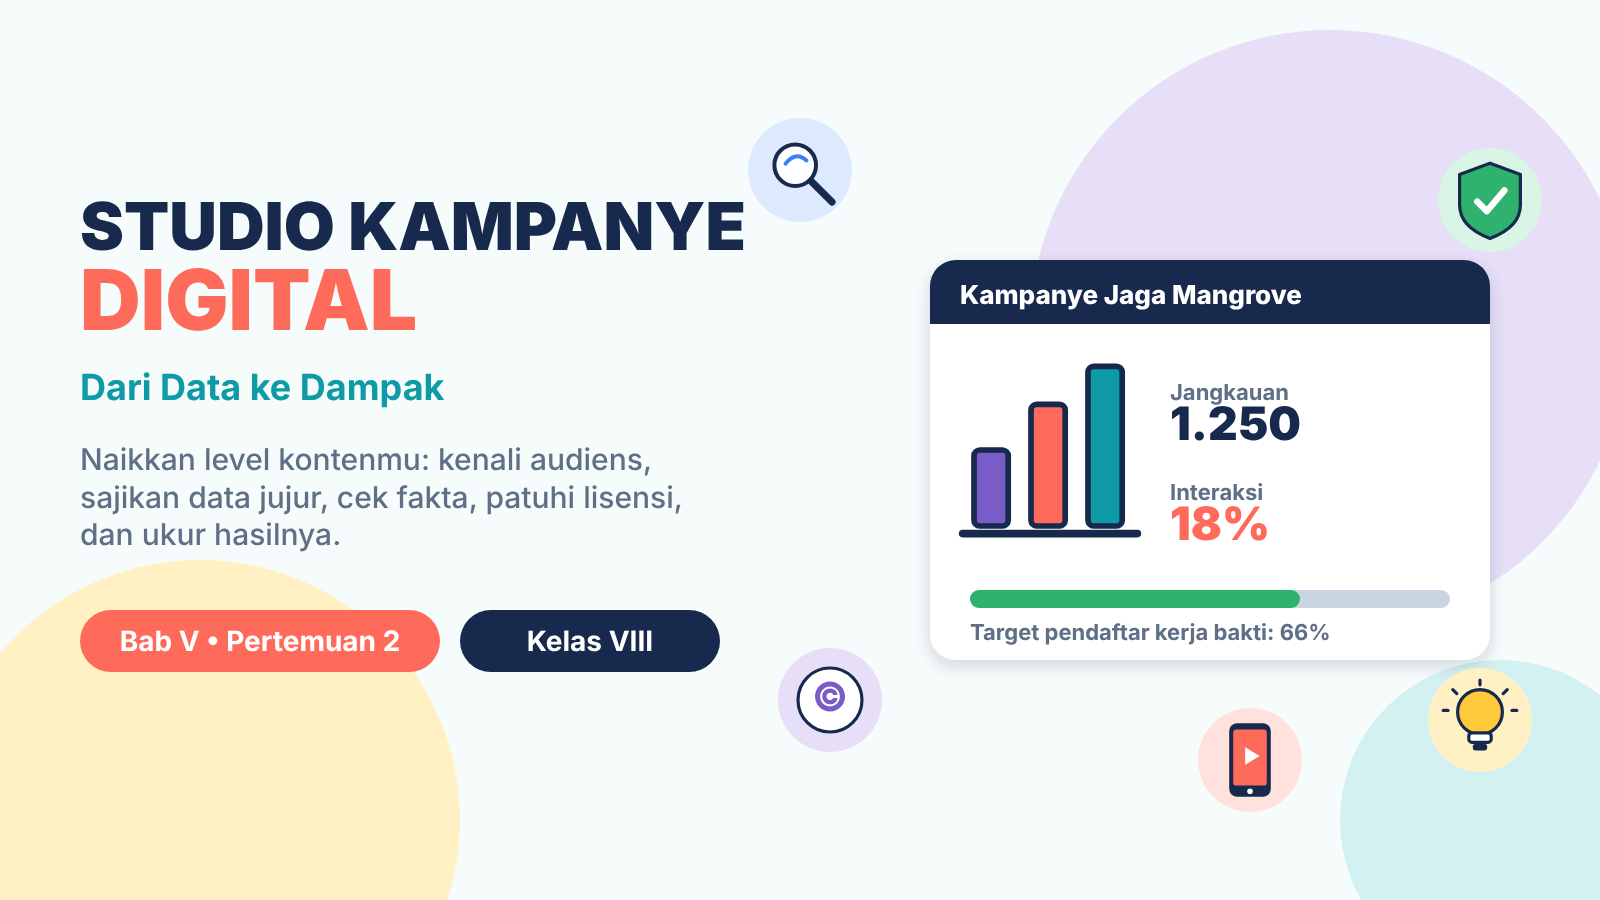 STUDIO KAMPANYE
DIGITAL
Dari Data ke Dampak
Naikkan level kontenmu: kenali audiens,
sajikan data jujur, cek fakta, patuhi lisensi,
dan ukur hasilnya.
Bab V • Pertemuan 2
Kelas VIII
©
Kampanye Jaga Mangrove
Jangkauan
1.250
Interaksi
18%
Target pendaftar kerja bakti: 66%